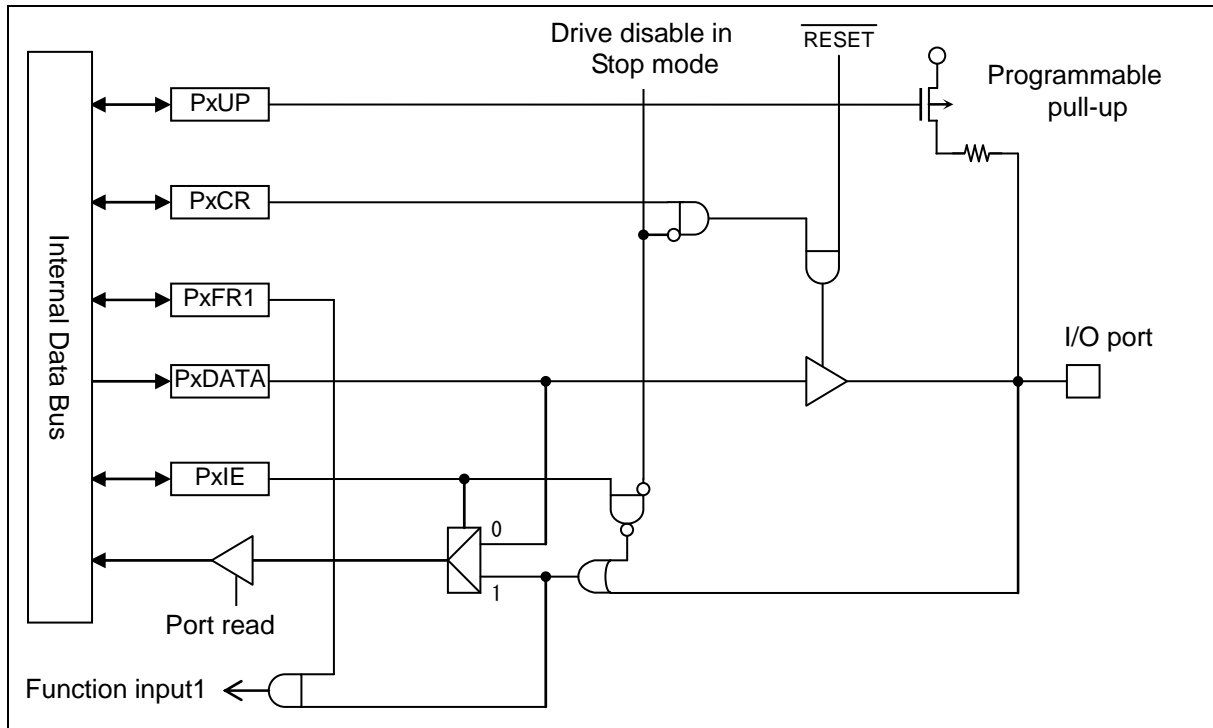 Drive disable in
Stop mode
RESET
Programmable
pull-up
PxUP
PxCR
PxFR1
PxDATA
PxIE
Internal Data Bus
I/O port
0
1
Port read
Function input1